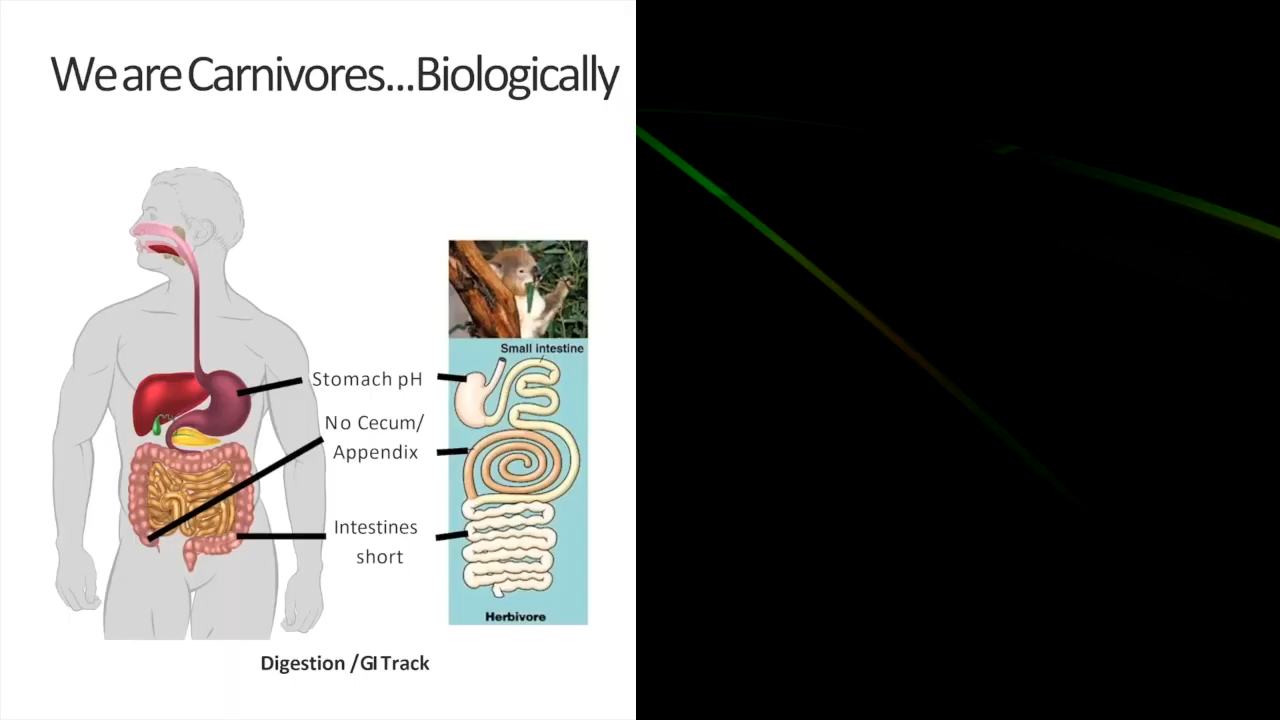 We are Carnivores...Biologically
Small intestine
Stomach pH
No Cecum/
Appendix
Intestines
short
Herbivore
Digestion /GI Track